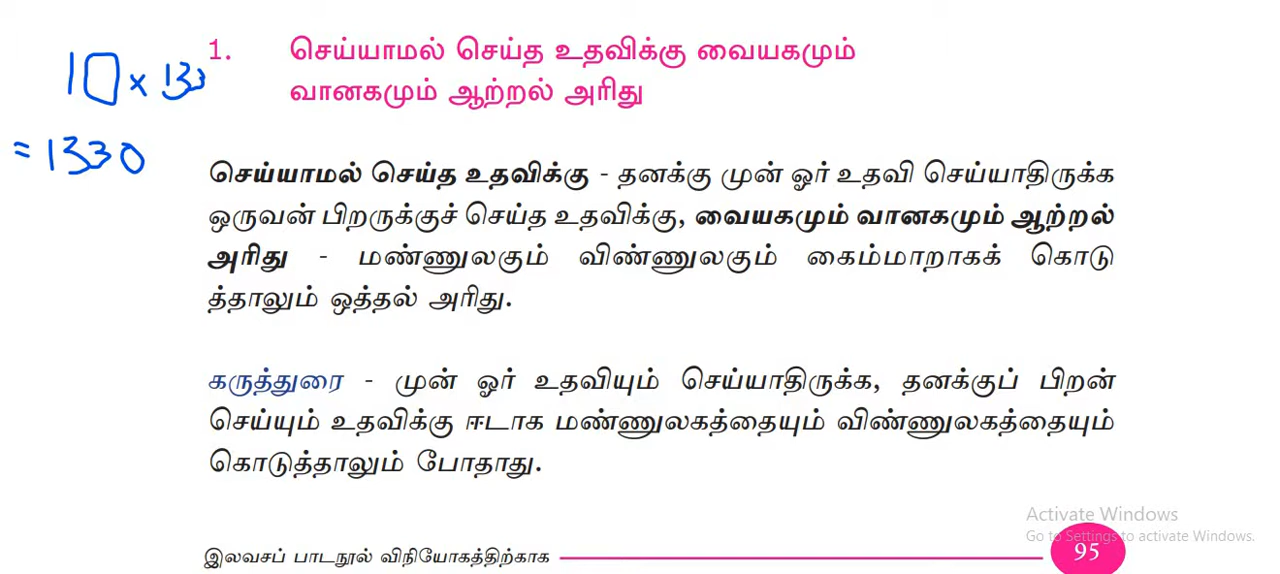 10 x 133
= 1330
1. செய்யாமல் செய்த உதவிக்கு வையகமும்
வானகமும் ஆற்றல் அரிது
செய்யாமல் செய்த உதவிக்கு - தனக்கு முன் ஓர் உதவி செய்யாதிருக்க
ஒருவன் பிறருக்குச் செய்த உதவிக்கு, வையகமும் வானகமும் ஆற்றல்
அரிது - மண்ணுலகும் விண்ணுலகும் கைம்மாறாகக் கொடு
த்தாலும் ஒத்தல் அரிது.
கருத்துரை - முன் ஓர் உதவியும் செய்யாதிருக்க, தனக்குப் பிறன்
செய்யும் உதவிக்கு ஈடாக மண்ணுலகத்தையும் விண்ணுலகத்தையும்
கொடுத்தாலும் போதாது.
Activate Windows
Go to Settings to activate Windows.
இலவசப் பாடநூல் விநியோகத்திற்காக
95